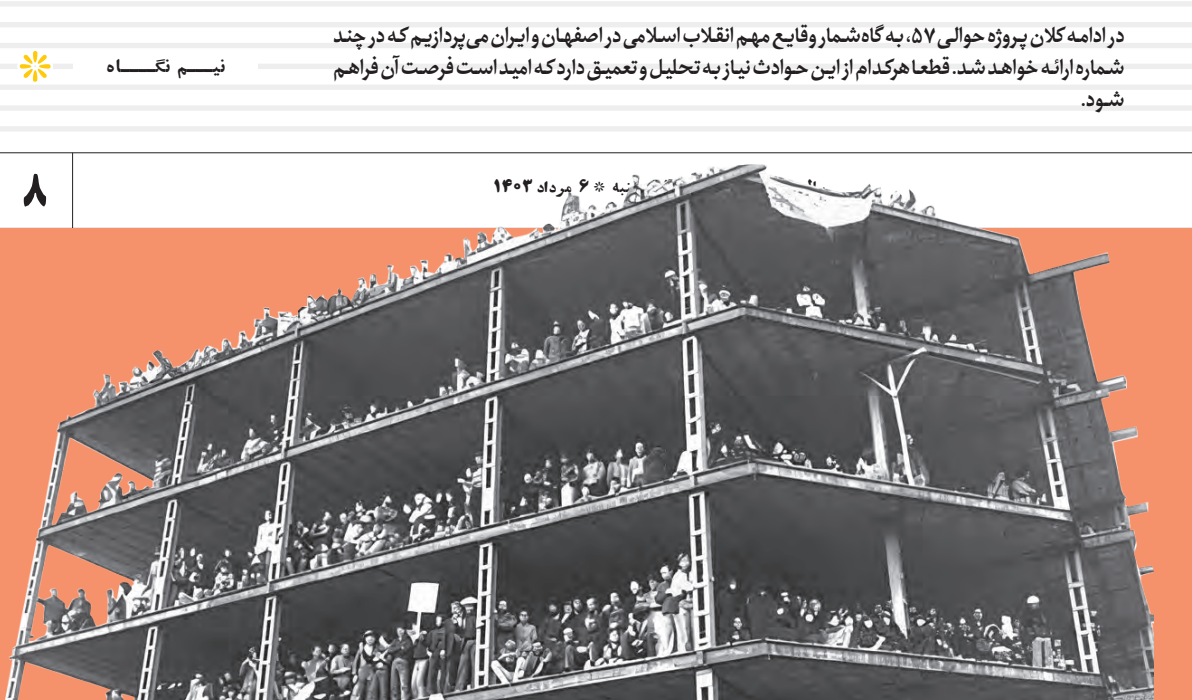 در ادامه کلان پروژه حوالی ۵۷، به گاه‌شمار وقایع مهم انقلاب اسلامی در اصفهان و ایران می‌پردازیم که در چند
شماره ارائه خواهد شد. قطعا هرکدام از این حوادث نیاز به تحلیل و تعمیق دارد که امید است فرصت آن فراهم
شود.
نیم نگاه
۶ مرداد ۱۴۰۳
۸